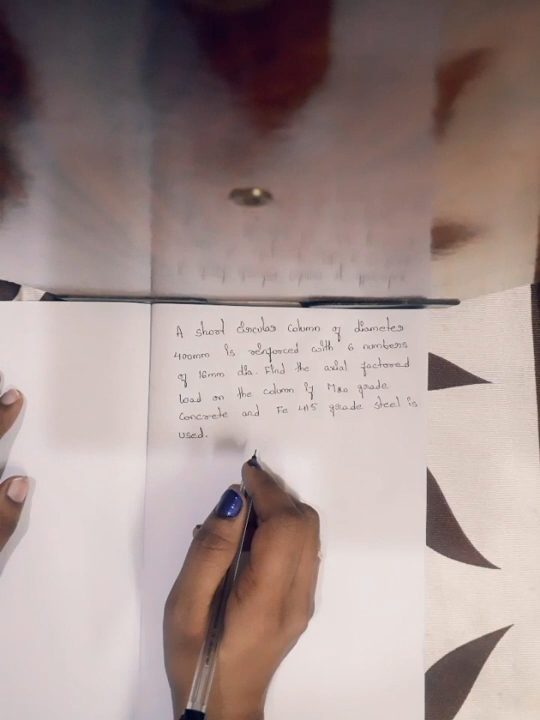 A short circular column of diameter
400mm is reinforced with 6 numbers
of 16mm dia. Find the axial factored
load on the column if M20 grade
concrete and Fe 415 grade steel is
used.